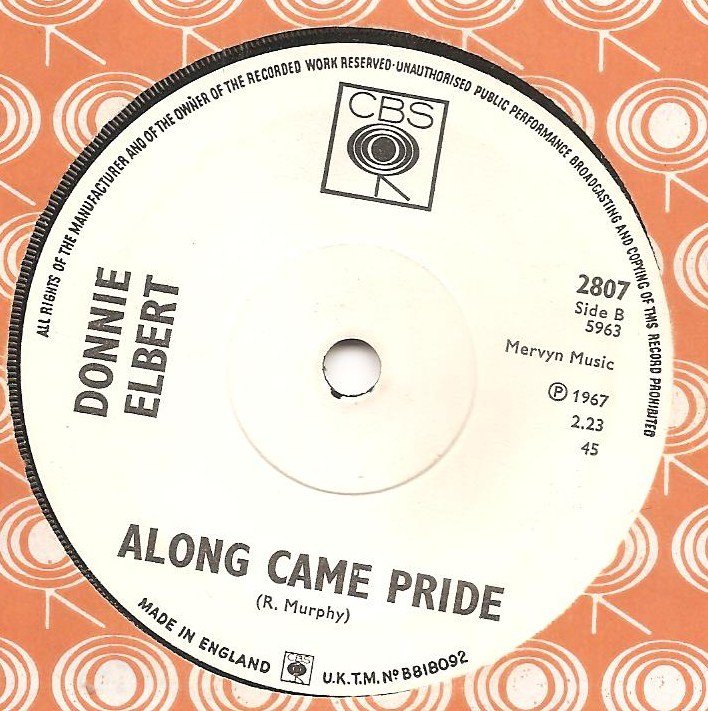 ALL RIGHTS OF THE MANUFACTURER AND OF THE OWNER OF THE RECORDED WORK RESERVED·UNAUTHORISED PUBLIC PERFORMANCE BROADCASTING AND COPYING OF THIS RECORD PROHIBITED
CBS
DONNIE
ELBERT
2807
Side B
5963
Mervyn Music
℗ 1967
2.23
45
ALONG CAME PRIDE
(R. Murphy)
MADE IN ENGLAND CBS U.K.T.M. Nº B818092